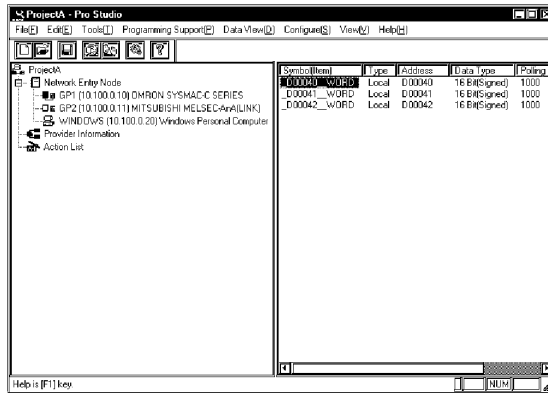 ProjectA - Pro Studio
File(F) Edit(E) Tools(T) Programming Support(P) Data View(D) Configure(S) View(V) Help(H)
ProjectA
Network Entry Node
GP1 (10.100.0.10) OMRON SYSMAC-C SERIES
GP2 (10.100.0.11) MITSUBISHI MELSEC-AnA(LINK)
WINDOWS (10.100.0.20) Windows Personal Computer
Provider Information
Action List
Symbol(Item) Type Address Data Type Polling
_D00040__WORD Local D00040 16 Bit(Signed) 1000
_D00041__WORD Local D00041 16 Bit(Signed) 1000
_D00042__WORD Local D00042 16 Bit(Signed) 1000
Help is [F1] key. NUM